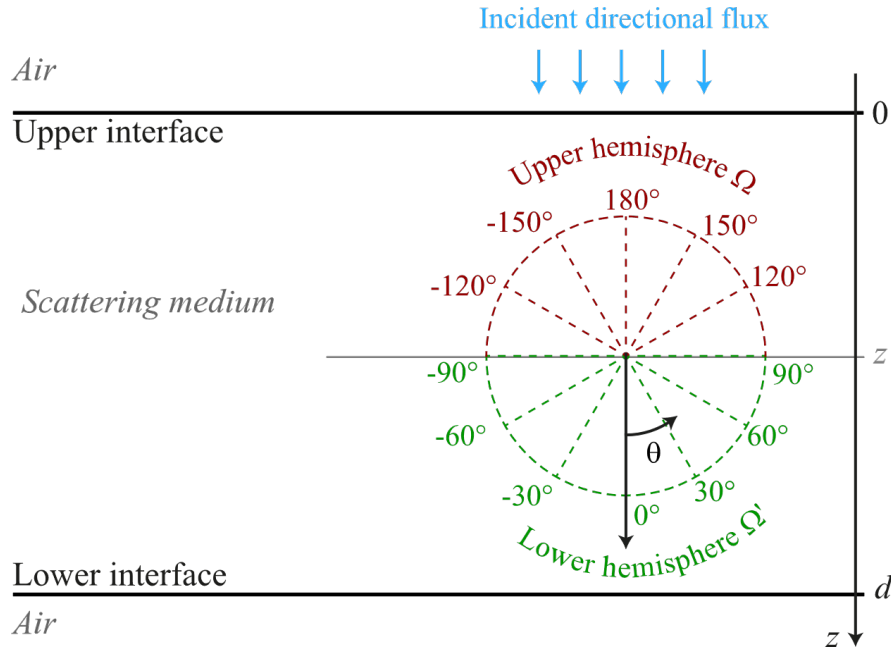 Incident directional flux
Air
0
Upper interface
Upper hemisphere Ω
180°
-150°
150°
-120°
120°
Scattering medium
z
-90°
90°
-60°
60°
θ
-30°
30°
0°
Lower hemisphere Ω'
Lower interface
d
Air
z